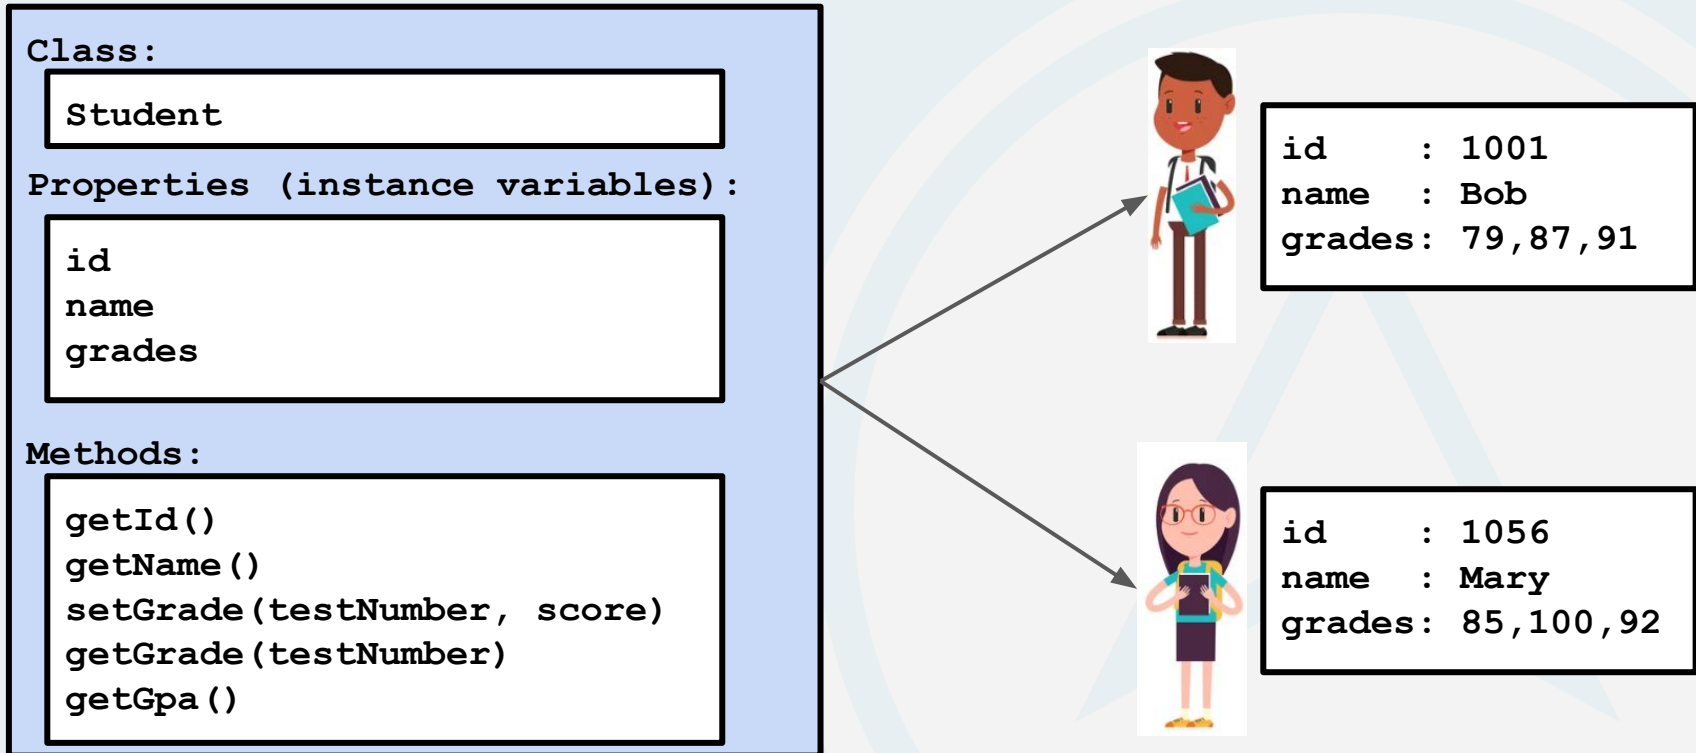 Class:
Student
Properties (instance variables):
id
name
grades
Methods:
getId()
getName()
setGrade(testNumber, score)
getGrade(testNumber)
getGpa()
id    : 1001
name  : Bob
grades: 79,87,91
id    : 1056
name  : Mary
grades: 85,100,92